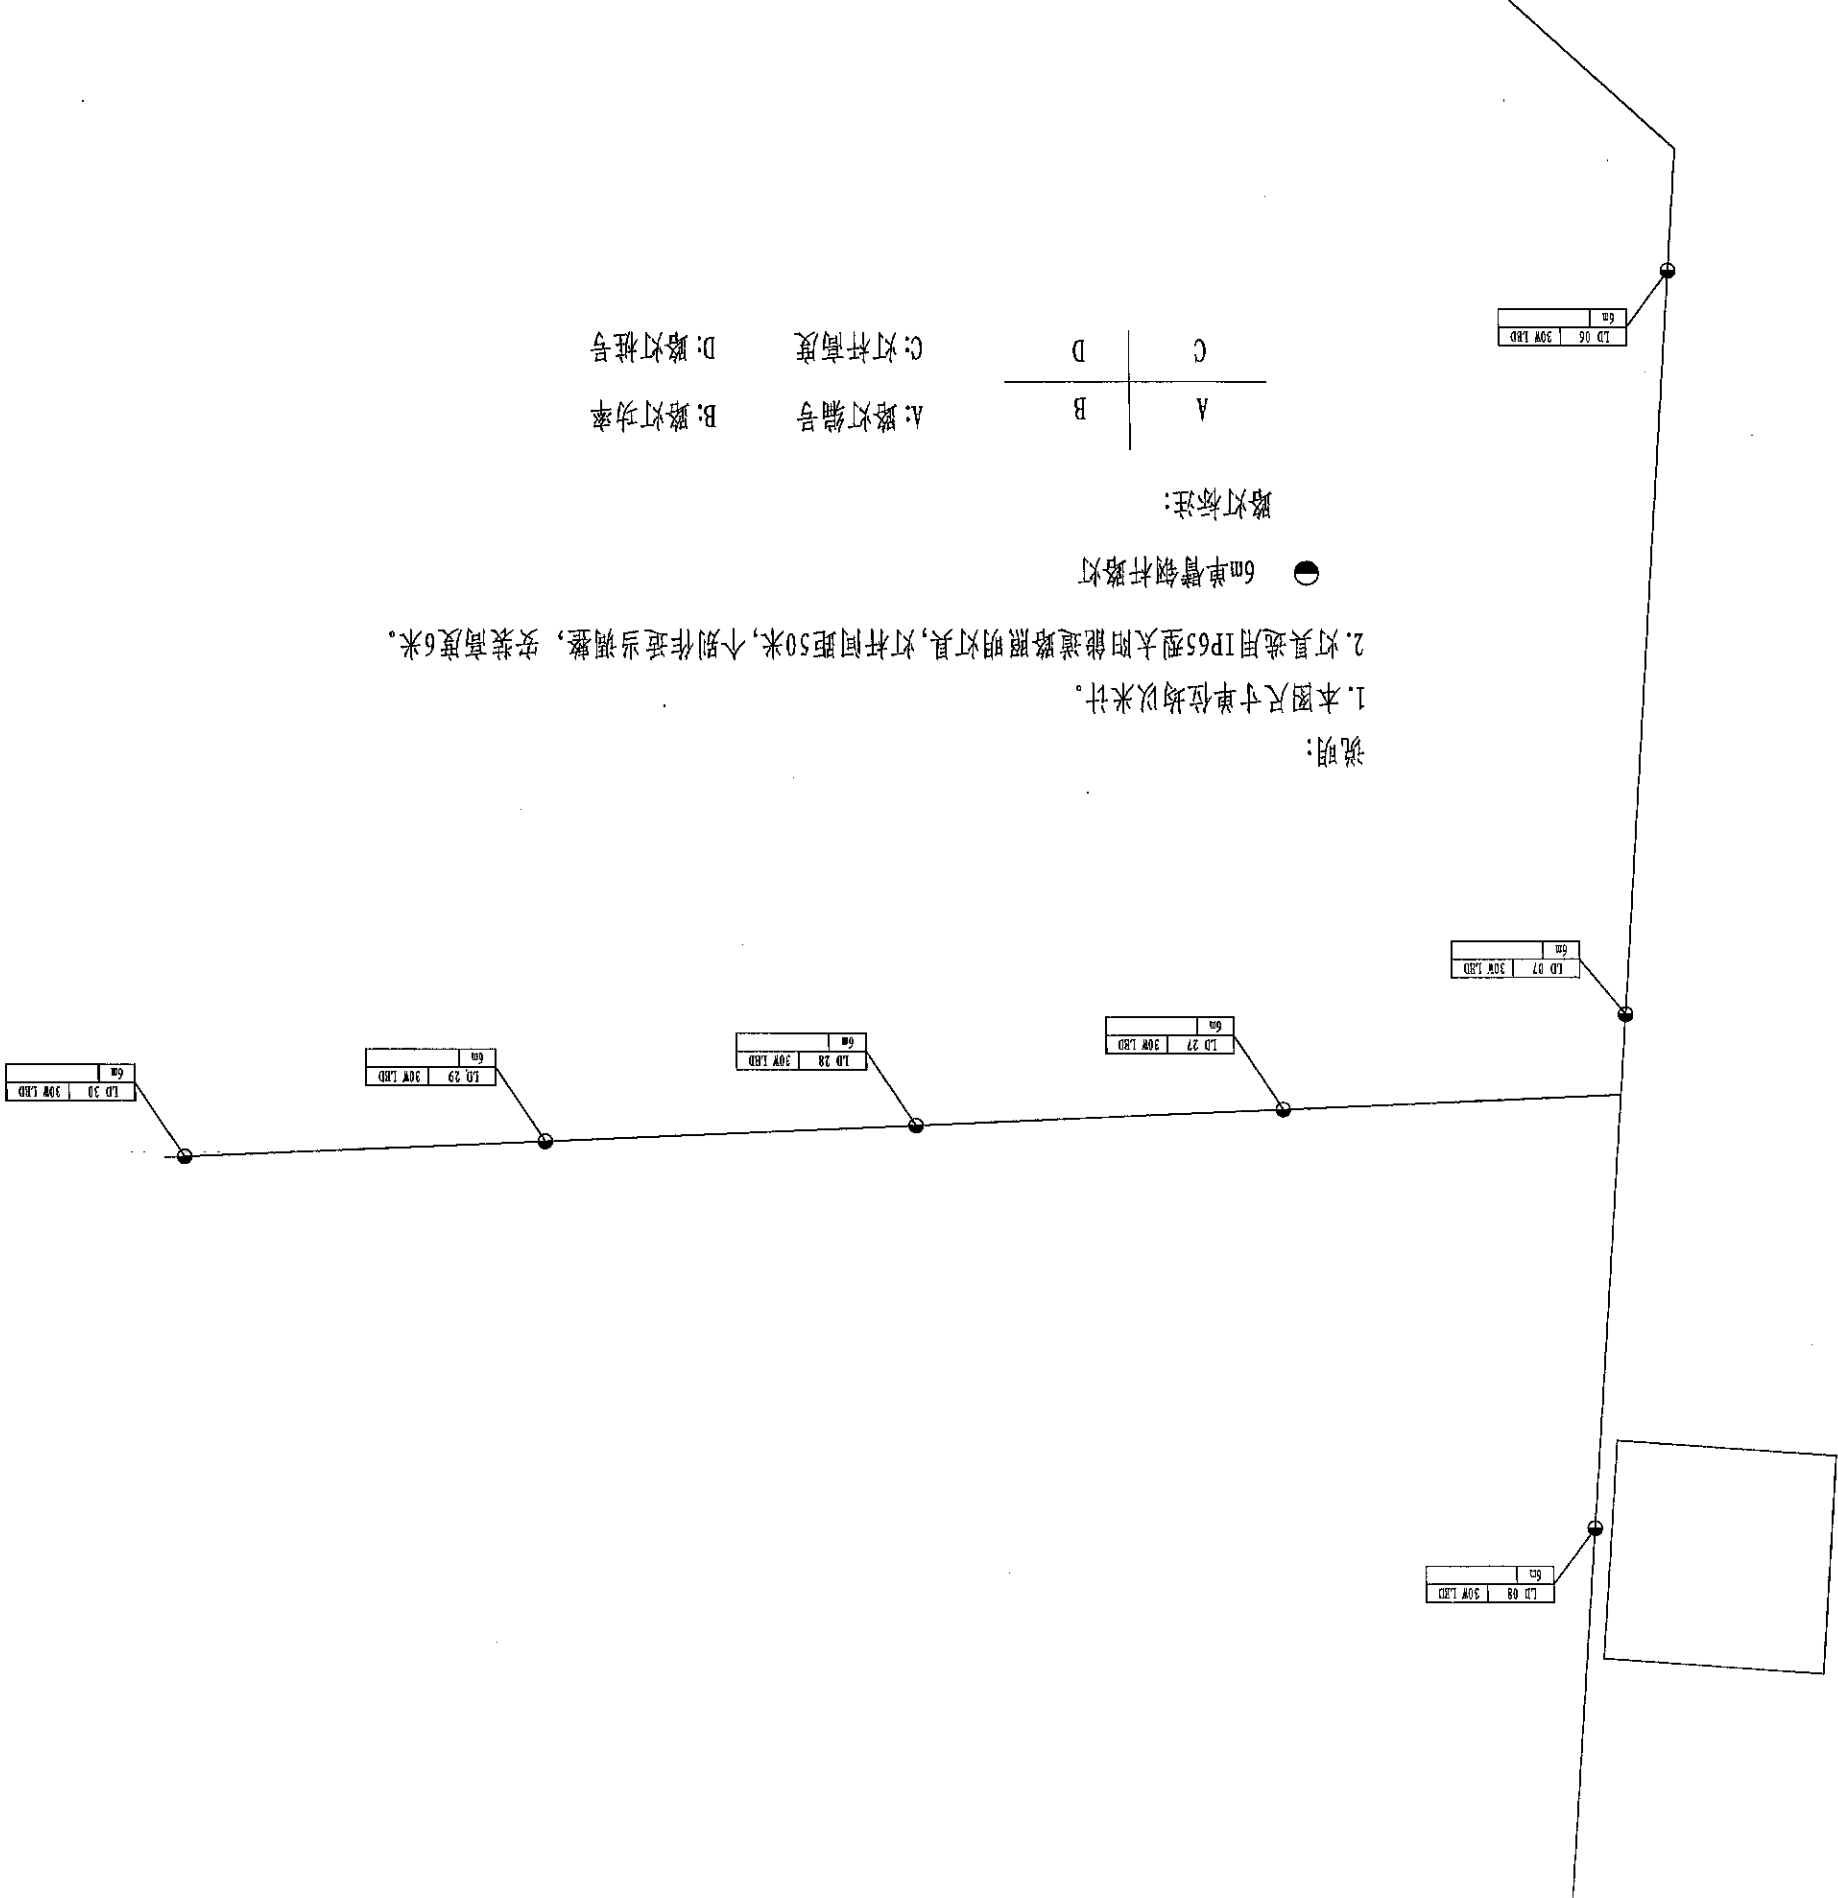 LD 08 30W LED
6m
LD 27 30W LED
6m
LD 28 30W LED
6m
LD 29 30W LED
6m
LD 30 30W LED
6m
LD 07 30W LED
6m
说明:
1.本图尺寸单位均以米计。
2.灯具选用IP65型太阳能道路照明灯具,灯杆间距50米,个别作适当调整, 安装高度6米。
6m单臂钢杆路灯
路灯标注:
A B A:路灯编号 B:路灯功率
C D C:灯杆高度 D:路灯桩号
LD 06 30W LED
6m